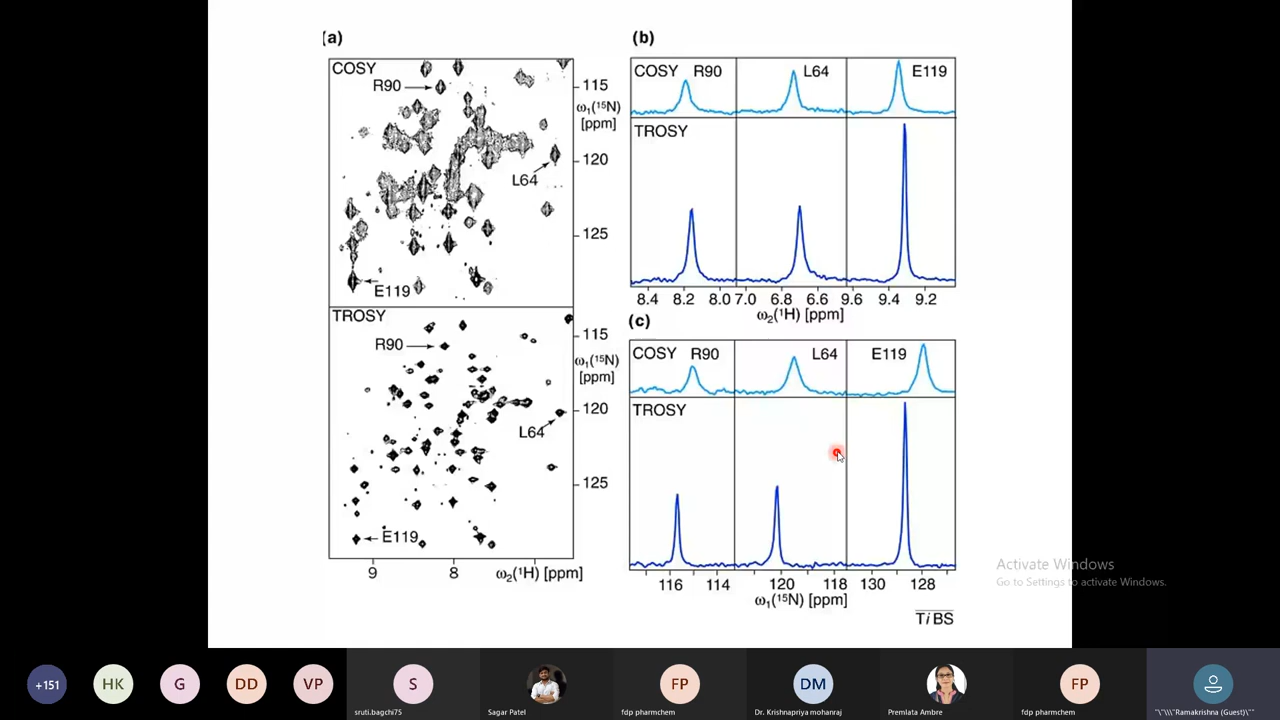 (a)
COSY
R90
115
ω₁(¹⁵N)
[ppm]
120
L64
125
E119
TROSY
R90
115
ω₁(¹⁵N)
[ppm]
120
L64
125
E119
9 8 ω₂(¹H) [ppm]
(b)
COSY R90 L64 E119
TROSY
8.4 8.2 8.0 7.0 6.8 6.6 9.6 9.4 9.2
ω₂(¹H) [ppm]
(c)
COSY R90 L64 E119
TROSY
116 114 120 118 130 128
ω₁(¹⁵N) [ppm]
TiBS
Activate Windows
Go to Settings to activate Windows.
+151 HK G DD VP S FP DM FP
sruti.bagchi75 Sagar Patel fdp pharmchem Dr. Krishnapriya mohanraj Premlata Ambre fdp pharmchem "\"\\\"Ramakrishna (Guest)\""